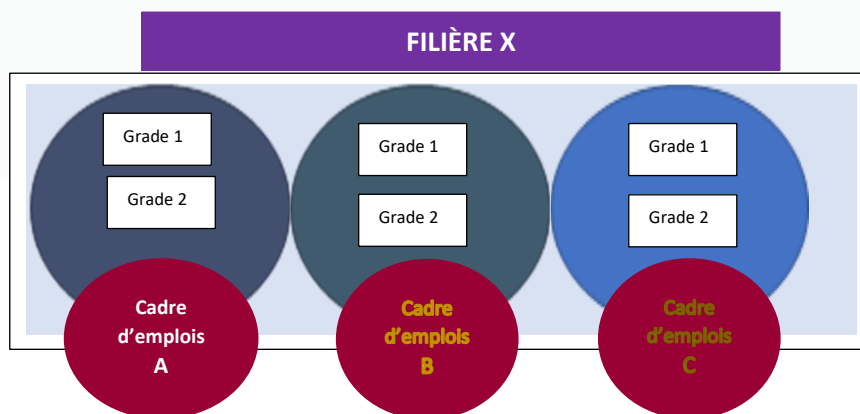 FILIÈRE X
Grade 1
Grade 2
Cadre
d’emplois
A
Grade 1
Grade 2
Cadre
d’emplois
B
Grade 1
Grade 2
Cadre
d’emplois
C